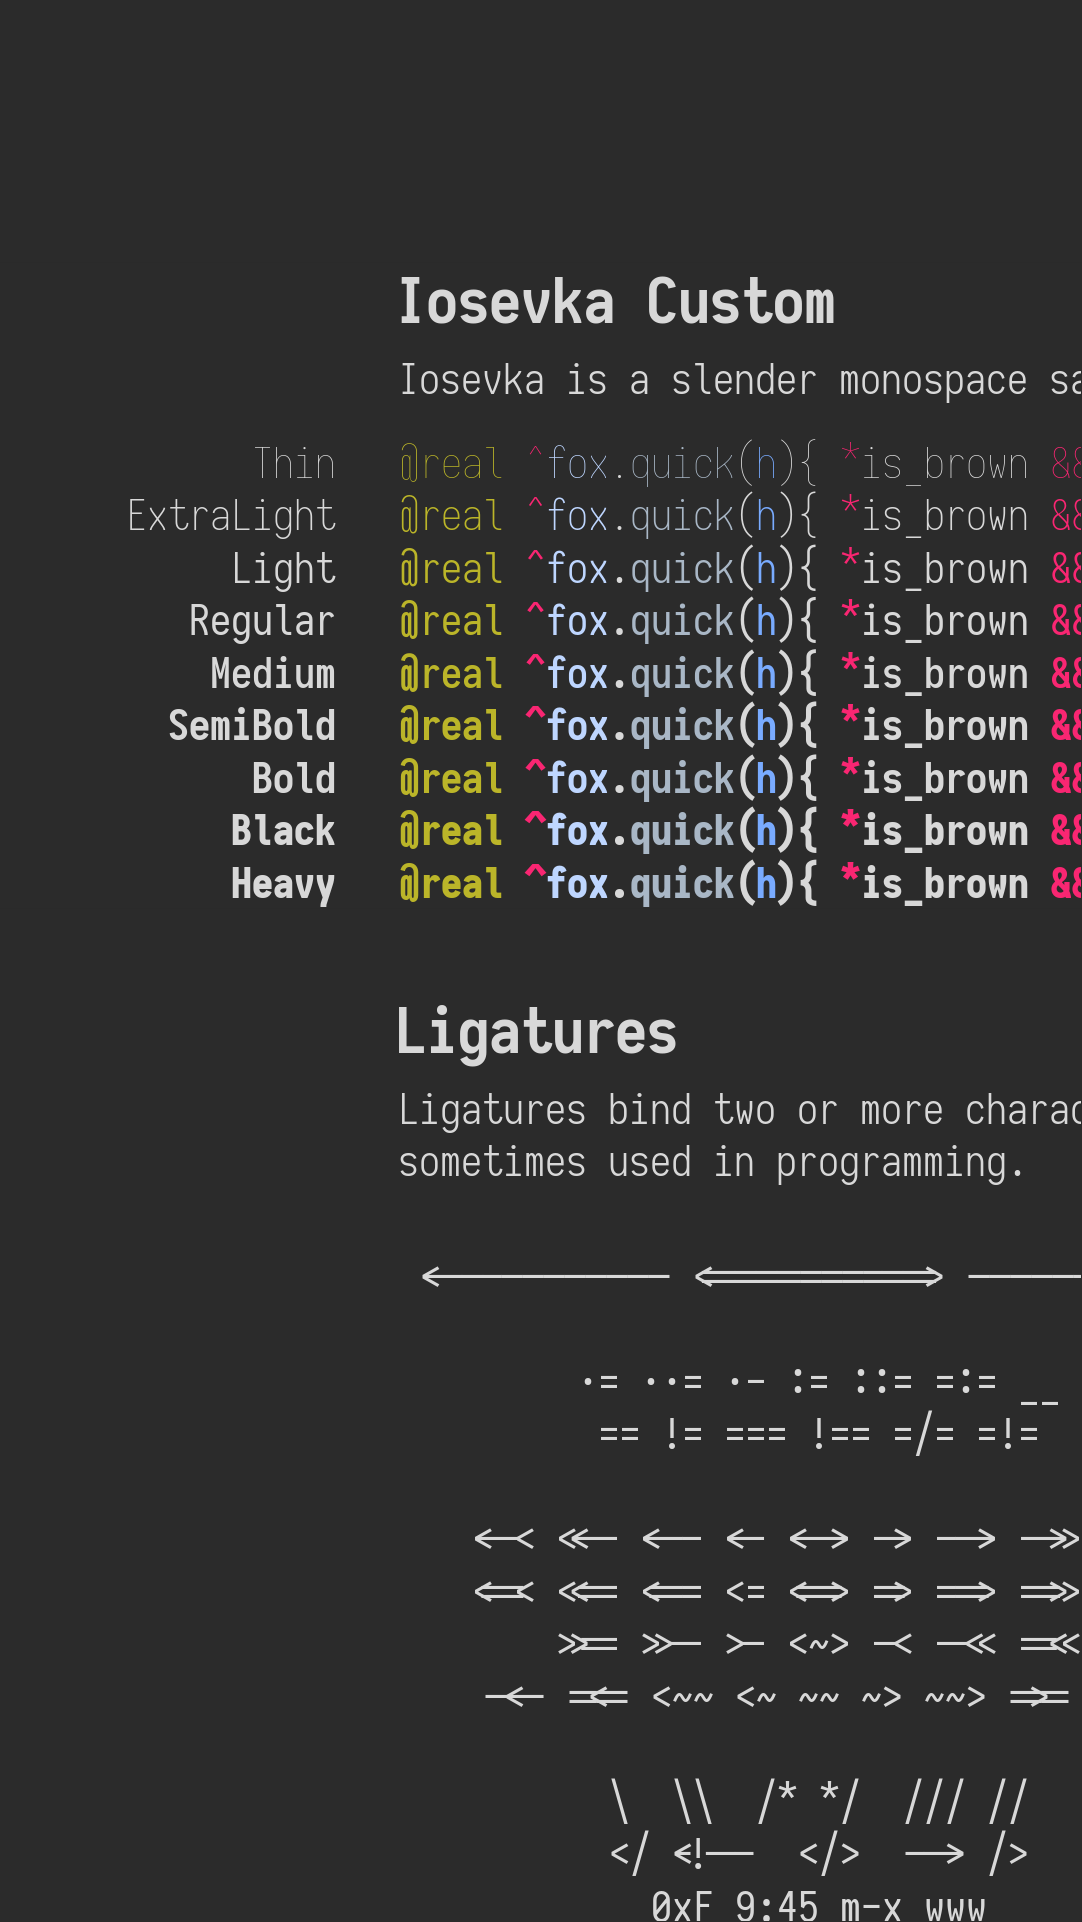 Iosevka Custom
Iosevka is a slender monospace sa
Thin @real ^fox.quick(h){ *is_brown &&
ExtraLight @real ^fox.quick(h){ *is_brown &&
Light @real ^fox.quick(h){ *is_brown &&
Regular @real ^fox.quick(h){ *is_brown &&
Medium @real ^fox.quick(h){ *is_brown &&
SemiBold @real ^fox.quick(h){ *is_brown &&
Bold @real ^fox.quick(h){ *is_brown &&
Black @real ^fox.quick(h){ *is_brown &&
Heavy @real ^fox.quick(h){ *is_brown &&
Ligatures
Ligatures bind two or more charac
sometimes used in programming.
<----------- <==========> -----
·= ··= ·- := ::= =:= __
== != === !== =/= =!=
<-< <<- <-- <- <-> -> --> ->>
<=< <<= <== <= <=> => ==> =>>
>>= >>- >- <~> -< -<< =<<
-<- =<= <~~ <~ ~~ ~> ~~> =>=
\ \\ /* */ /// //
</ <!-- </> --> />
0xF 9:45 m-x www